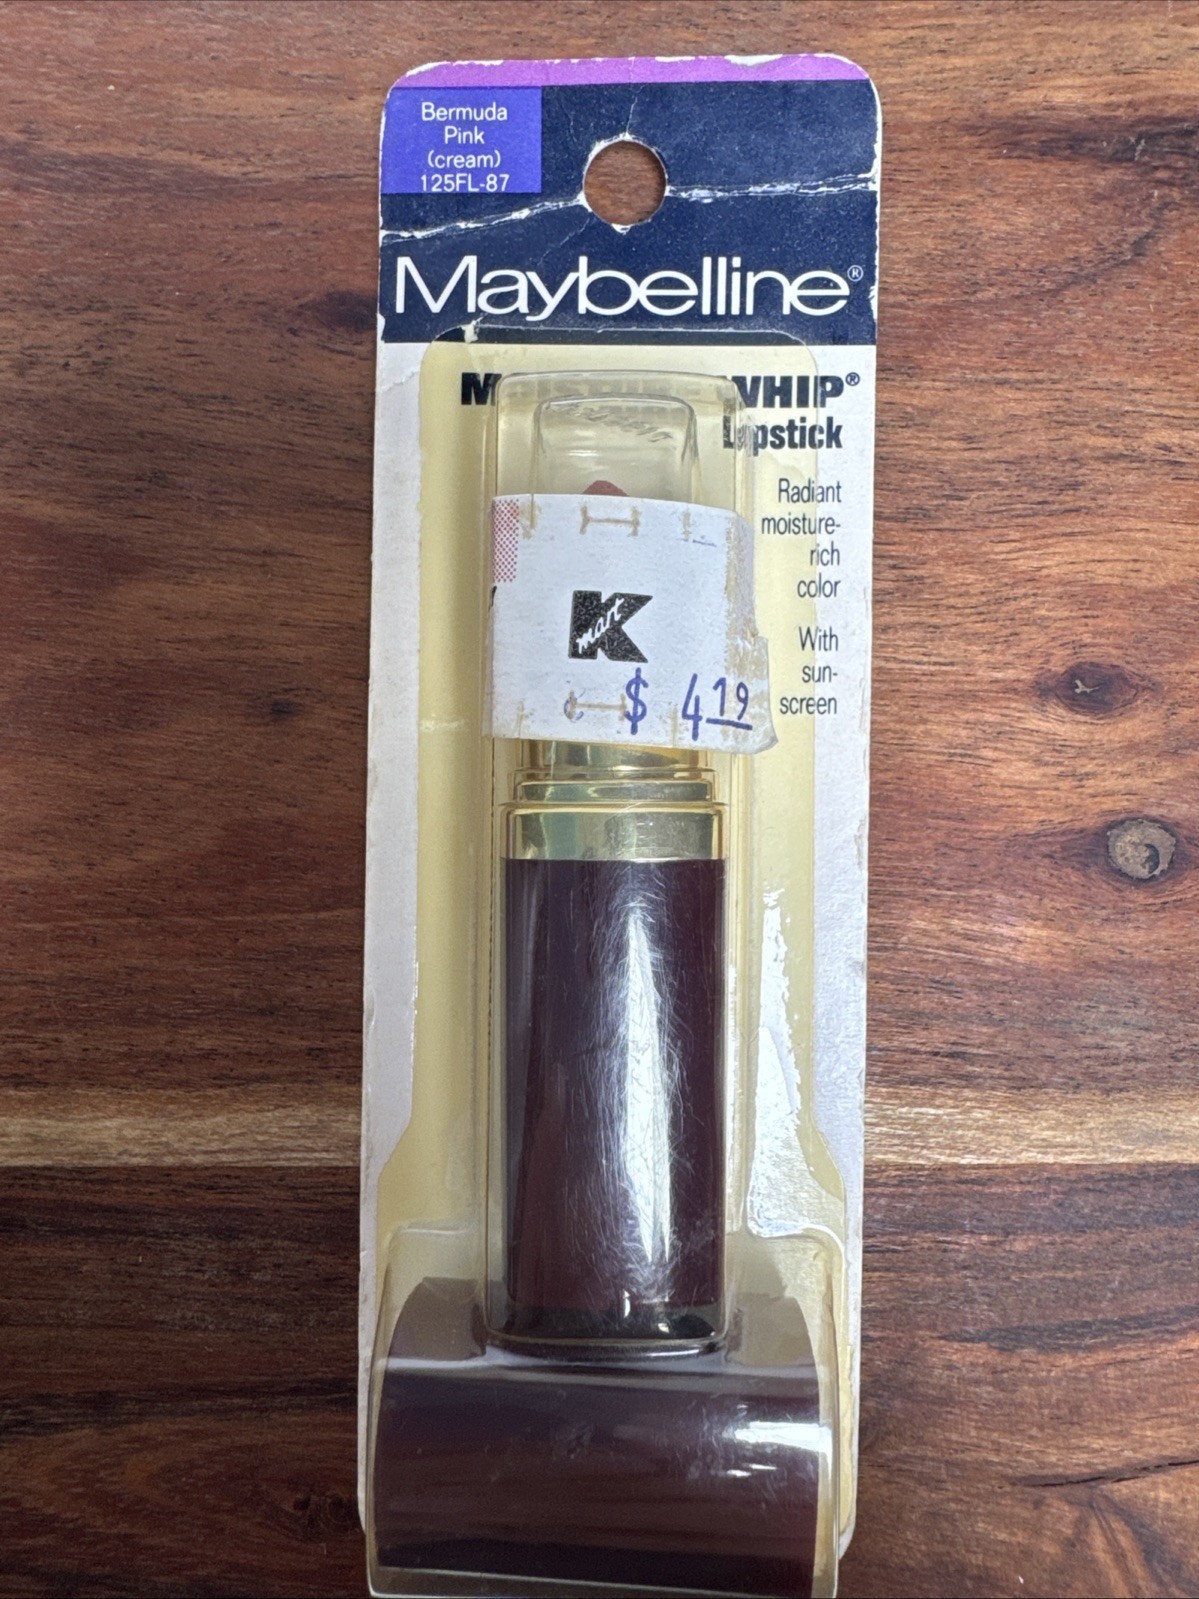 Bermuda
Pink
(cream)
125FL-87
Maybelline®
WHIP®
Lipstick
Radiant
moisture-
rich
color
With
sun-
screen
K
mart
$ 4.19